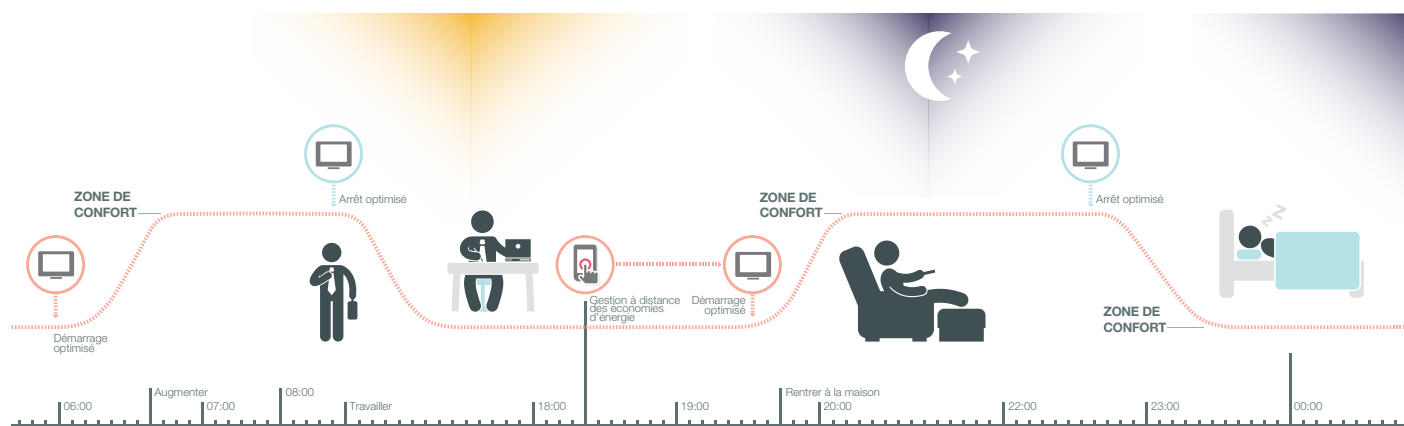 Arrêt optimisé
ZONE DE
CONFORT
Démarrage
optimisé
Gestion à distance
des économies
d'énergie
Démarrage
optimisé
ZONE DE
CONFORT
Arrêt optimisé
ZONE DE
CONFORT
zzz
Augmenter
08:00
Rentrer à la maison
06:00
07:00
Travailler
18:00
19:00
20:00
22:00
23:00
00:00